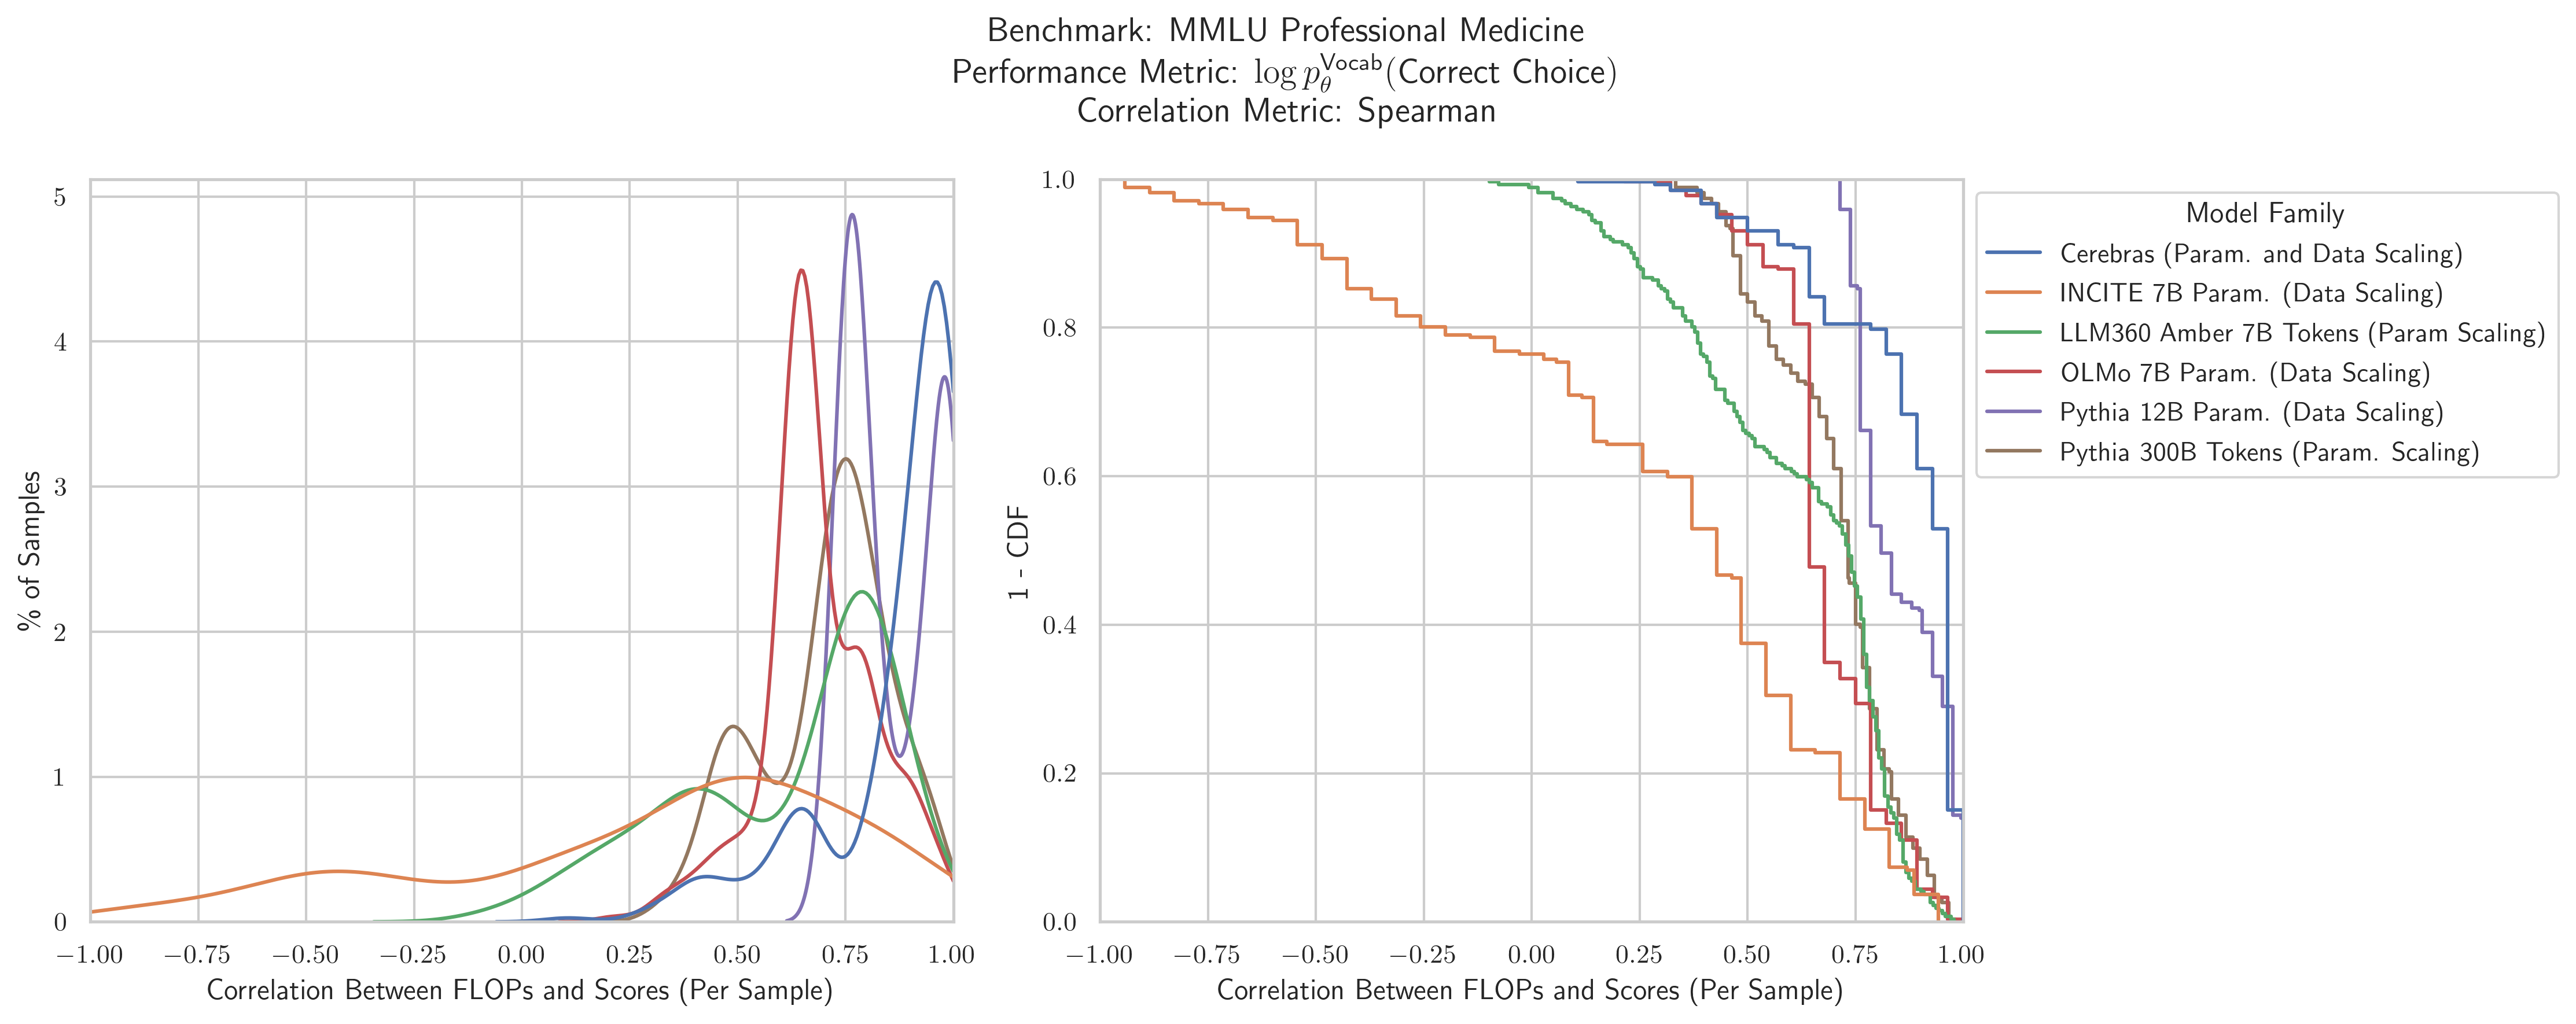 Benchmark: MMLU Professional Medicine
Performance Metric: log p_θ^Vocab(Correct Choice)
Correlation Metric: Spearman
% of Samples
5
4
3
2
1
0
−1.00 −0.75 −0.50 −0.25 0.00 0.25 0.50 0.75 1.00
Correlation Between FLOPs and Scores (Per Sample)
1 - CDF
1.0
0.8
0.6
0.4
0.2
0.0
−1.00 −0.75 −0.50 −0.25 0.00 0.25 0.50 0.75 1.00
Correlation Between FLOPs and Scores (Per Sample)
Model Family
Cerebras (Param. and Data Scaling)
INCITE 7B Param. (Data Scaling)
LLM360 Amber 7B Tokens (Param Scaling)
OLMo 7B Param. (Data Scaling)
Pythia 12B Param. (Data Scaling)
Pythia 300B Tokens (Param. Scaling)